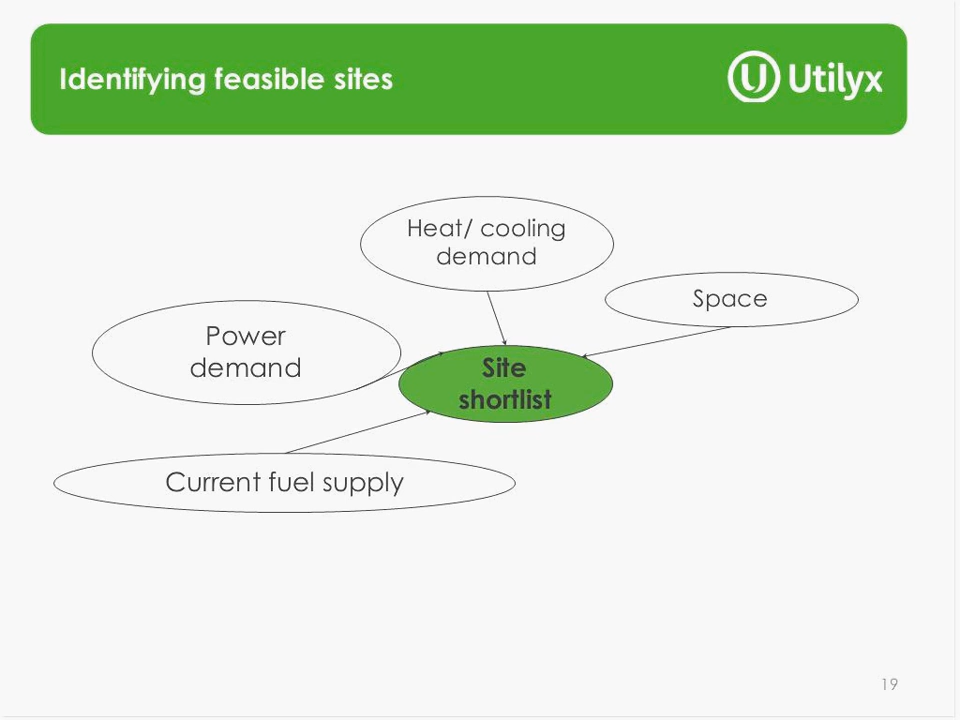 Identifying feasible sites
Utilyx
Heat/ cooling
demand
Space
Power
demand
Site
shortlist
Current fuel supply
19